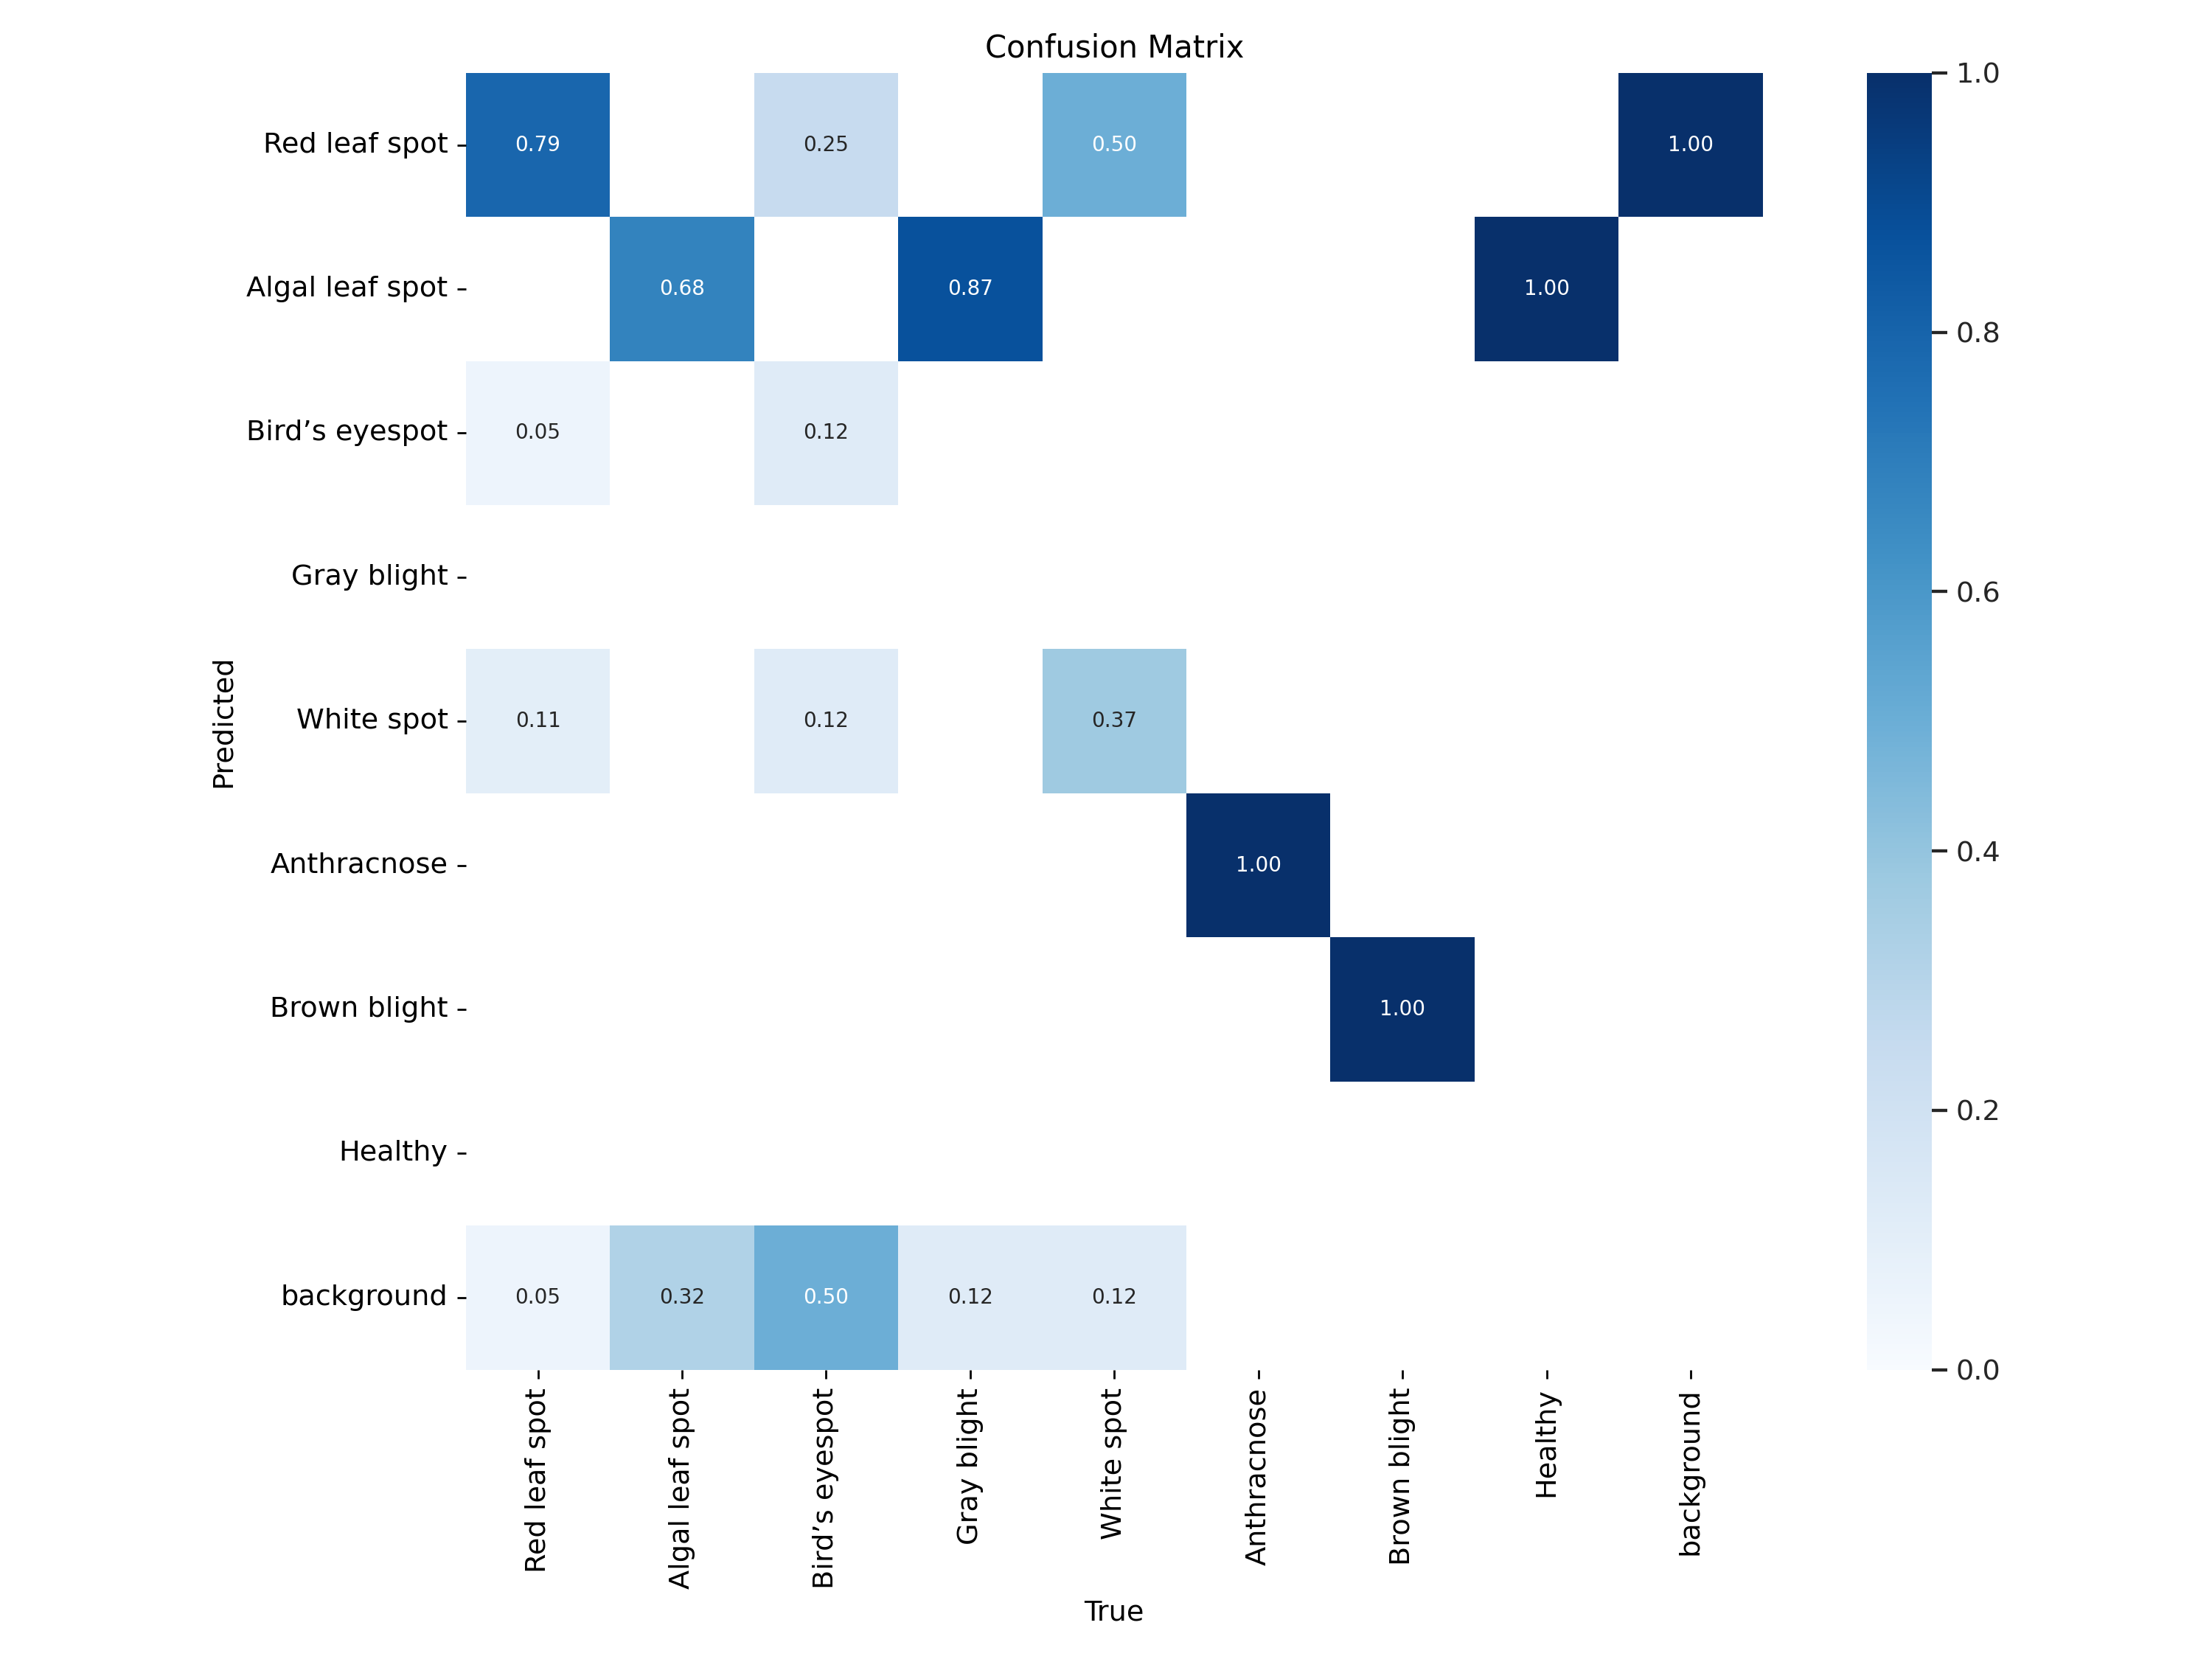 Confusion Matrix
Red leaf spot
0.79
0.25
0.50
1.00
Algal leaf spot
0.68
0.87
1.00
Bird’s eyespot
0.05
0.12
Gray blight
White spot
0.11
0.12
0.37
Anthracnose
1.00
Brown blight
1.00
Healthy
background
0.05
0.32
0.50
0.12
0.12
Predicted
Red leaf spot
Algal leaf spot
Bird’s eyespot
Gray blight
White spot
Anthracnose
Brown blight
Healthy
background
True
1.0
0.8
0.6
0.4
0.2
0.0